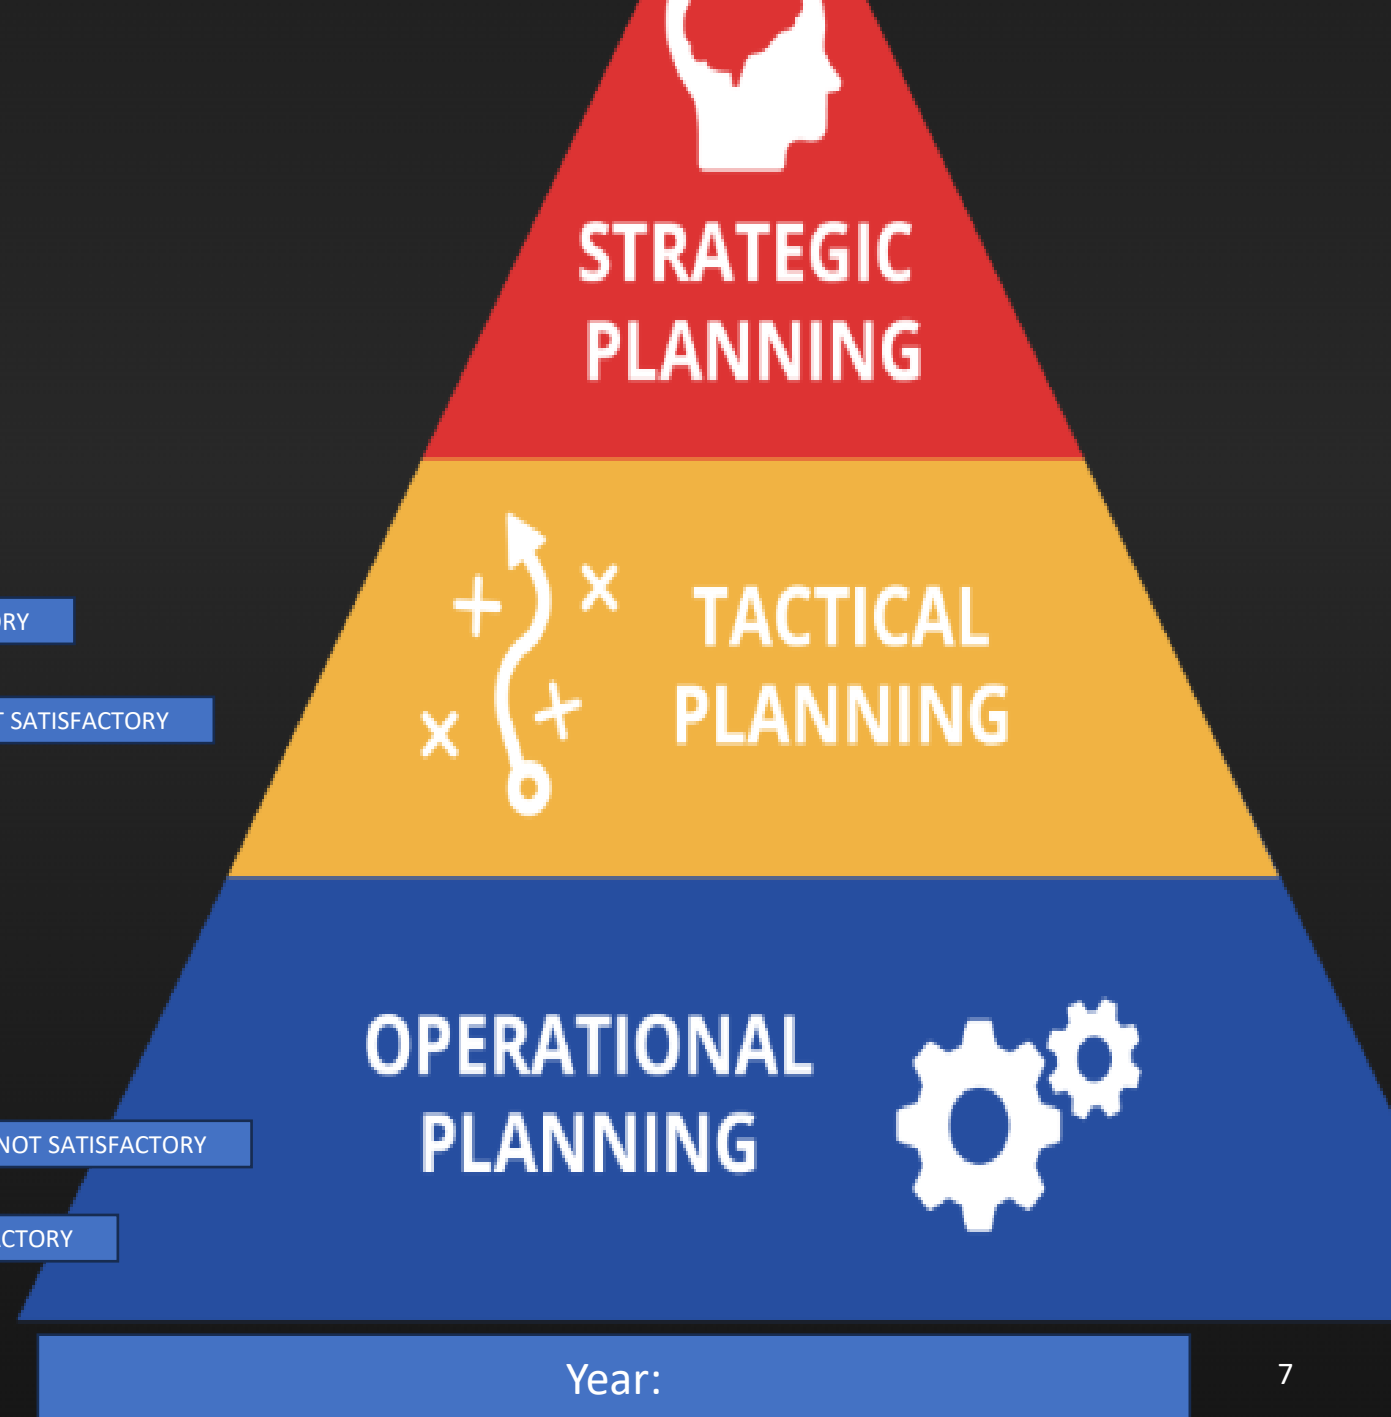 STRATEGIC
PLANNING
TACTICAL
PLANNING
RY
T SATISFACTORY
OPERATIONAL
PLANNING
NOT SATISFACTORY
CTORY
Year:
7